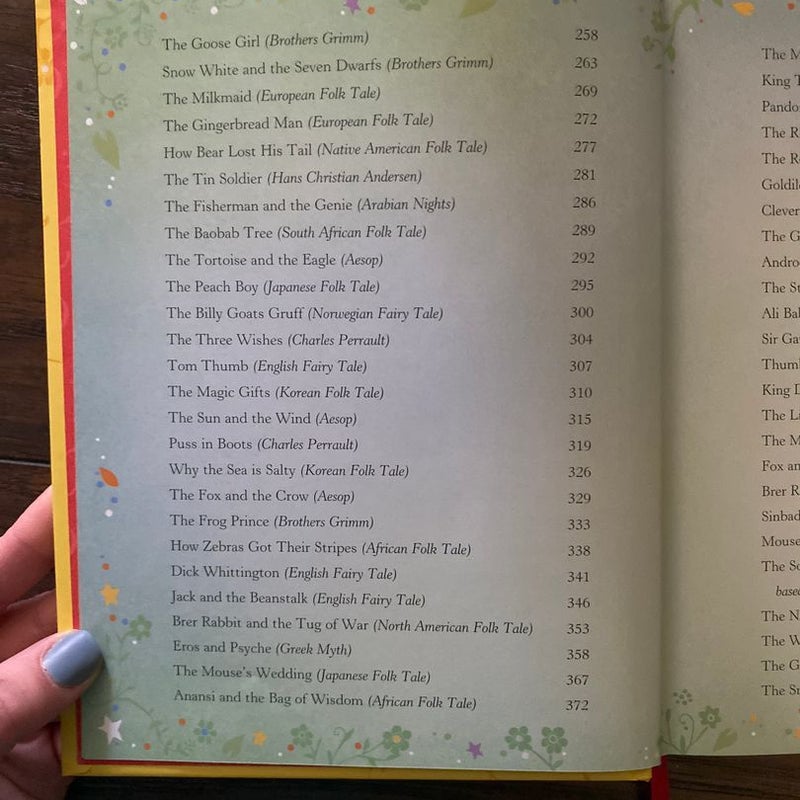 The Goose Girl (Brothers Grimm) 258
Snow White and the Seven Dwarfs (Brothers Grimm) 263
The Milkmaid (European Folk Tale) 269
The Gingerbread Man (European Folk Tale) 272
How Bear Lost His Tail (Native American Folk Tale) 277
The Tin Soldier (Hans Christian Andersen) 281
The Fisherman and the Genie (Arabian Nights) 286
The Baobab Tree (South African Folk Tale) 289
The Tortoise and the Eagle (Aesop) 292
The Peach Boy (Japanese Folk Tale) 295
The Billy Goats Gruff (Norwegian Fairy Tale) 300
The Three Wishes (Charles Perrault) 304
Tom Thumb (English Fairy Tale) 307
The Magic Gifts (Korean Folk Tale) 310
The Sun and the Wind (Aesop) 315
Puss in Boots (Charles Perrault) 319
Why the Sea is Salty (Korean Folk Tale) 326
The Fox and the Crow (Aesop) 329
The Frog Prince (Brothers Grimm) 333
How Zebras Got Their Stripes (African Folk Tale) 338
Dick Whittington (English Fairy Tale) 341
Jack and the Beanstalk (English Fairy Tale) 346
Brer Rabbit and the Tug of War (North American Folk Tale) 353
Eros and Psyche (Greek Myth) 358
The Mouse's Wedding (Japanese Folk Tale) 367
Anansi and the Bag of Wisdom (African Folk Tale) 372
The
King
The
The
Clever
The
The
Ali
Sir
King
The
The
Fox
Brer
The
The
The
The
The